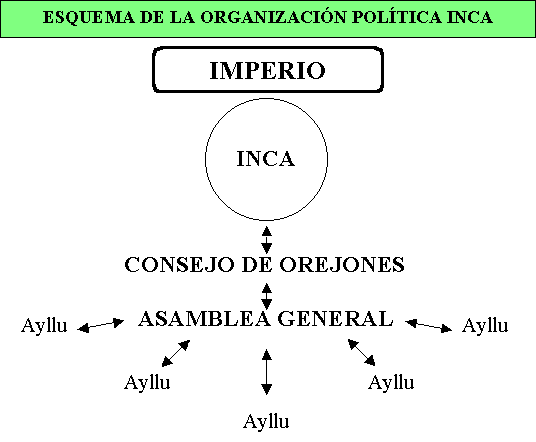 ESQUEMA DE LA ORGANIZACIÓN POLÍTICA INCA
IMPERIO
INCA
CONSEJO DE OREJONES
ASAMBLEA GENERAL
Ayllu
Ayllu
Ayllu
Ayllu
Ayllu